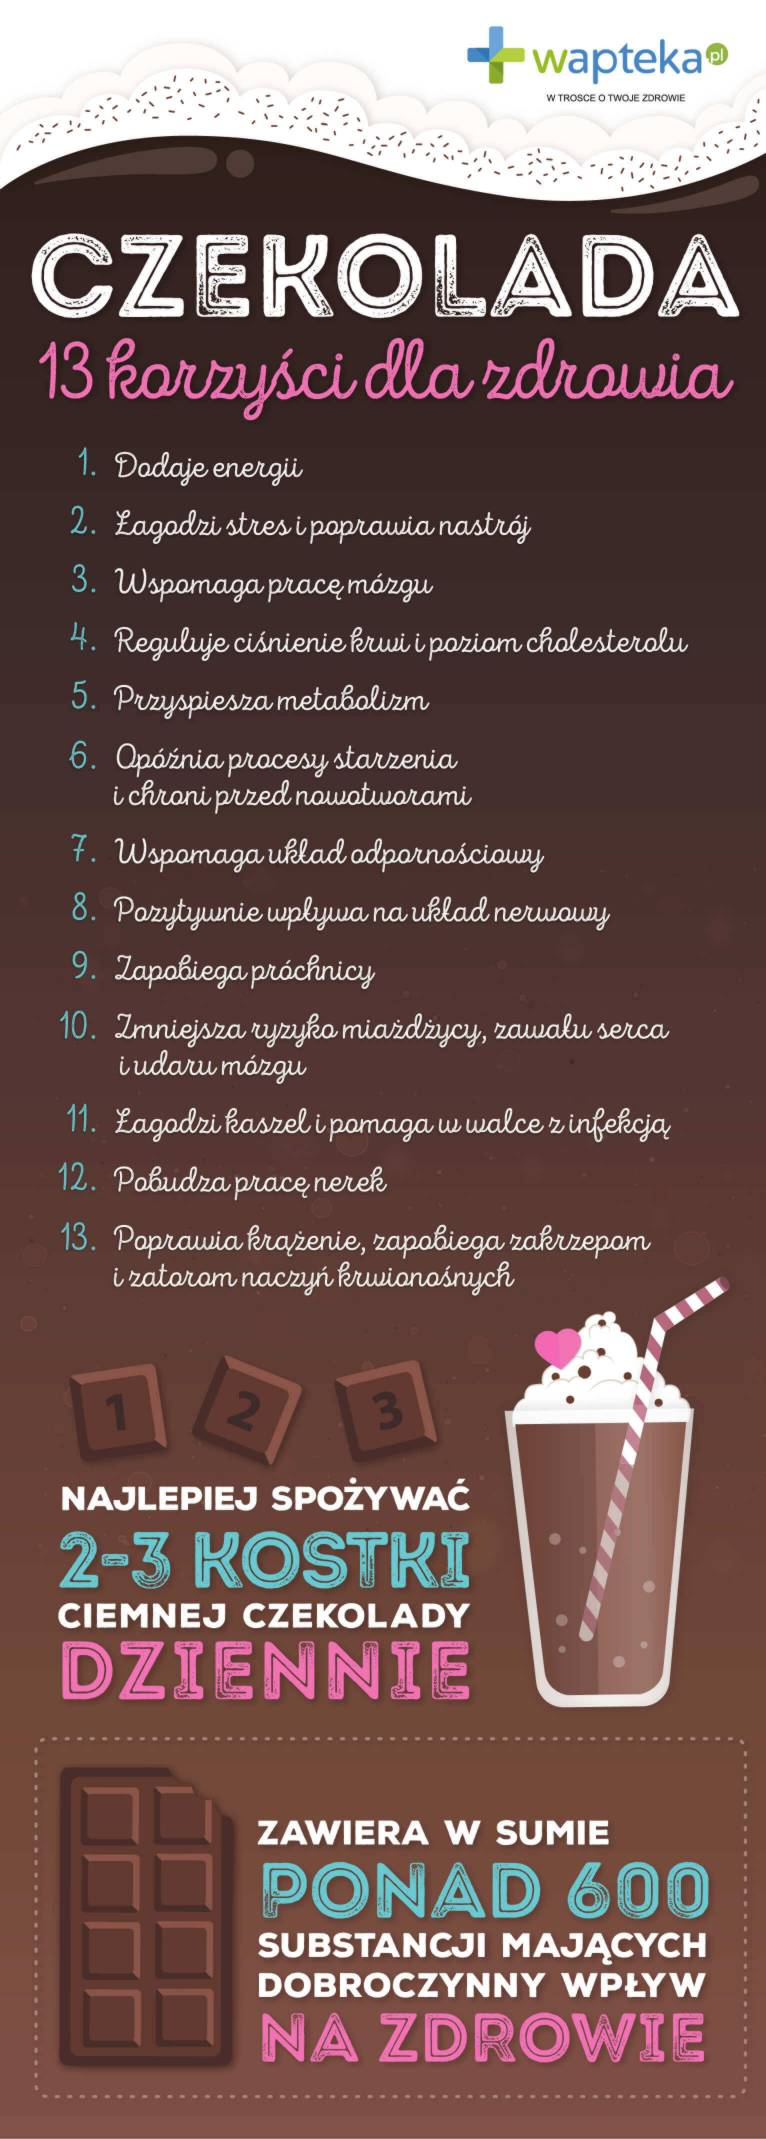 wapteka.pl
W TROSCE O TWOJE ZDROWIE
CZEKOLADA
13 korzyści dla zdrowia
1. Dodaje energii
2. Łagodzi stres i poprawia nastrój
3. Wspomaga pracę mózgu
4. Reguluje ciśnienie krwi i poziom cholesterolu
5. Przyspiesza metabolizm
6. Opóźnia procesy starzenia
i chroni przed nowotworami
7. Wspomaga układ odpornościowy
8. Pozytywnie wpływa na układ nerwowy
9. Zapobiega próchnicy
10. Zmniejsza ryzyko miażdżycy, zawału serca
i udaru mózgu
11. Łagodzi kaszel i pomaga w walce z infekcją
12. Pobudza pracę nerek
13. Poprawia krążenie, zapobiega zakrzepom
i zatorom naczyń krwionośnych
1 2 3
NAJLEPIEJ SPOŻYWAĆ
2-3 KOSTKI
CIEMNEJ CZEKOLADY
DZIENNIE
ZAWIERA W SUMIE
PONAD 600
SUBSTANCJI MAJĄCYCH
DOBROCZYNNY WPŁYW
NA ZDROWIE